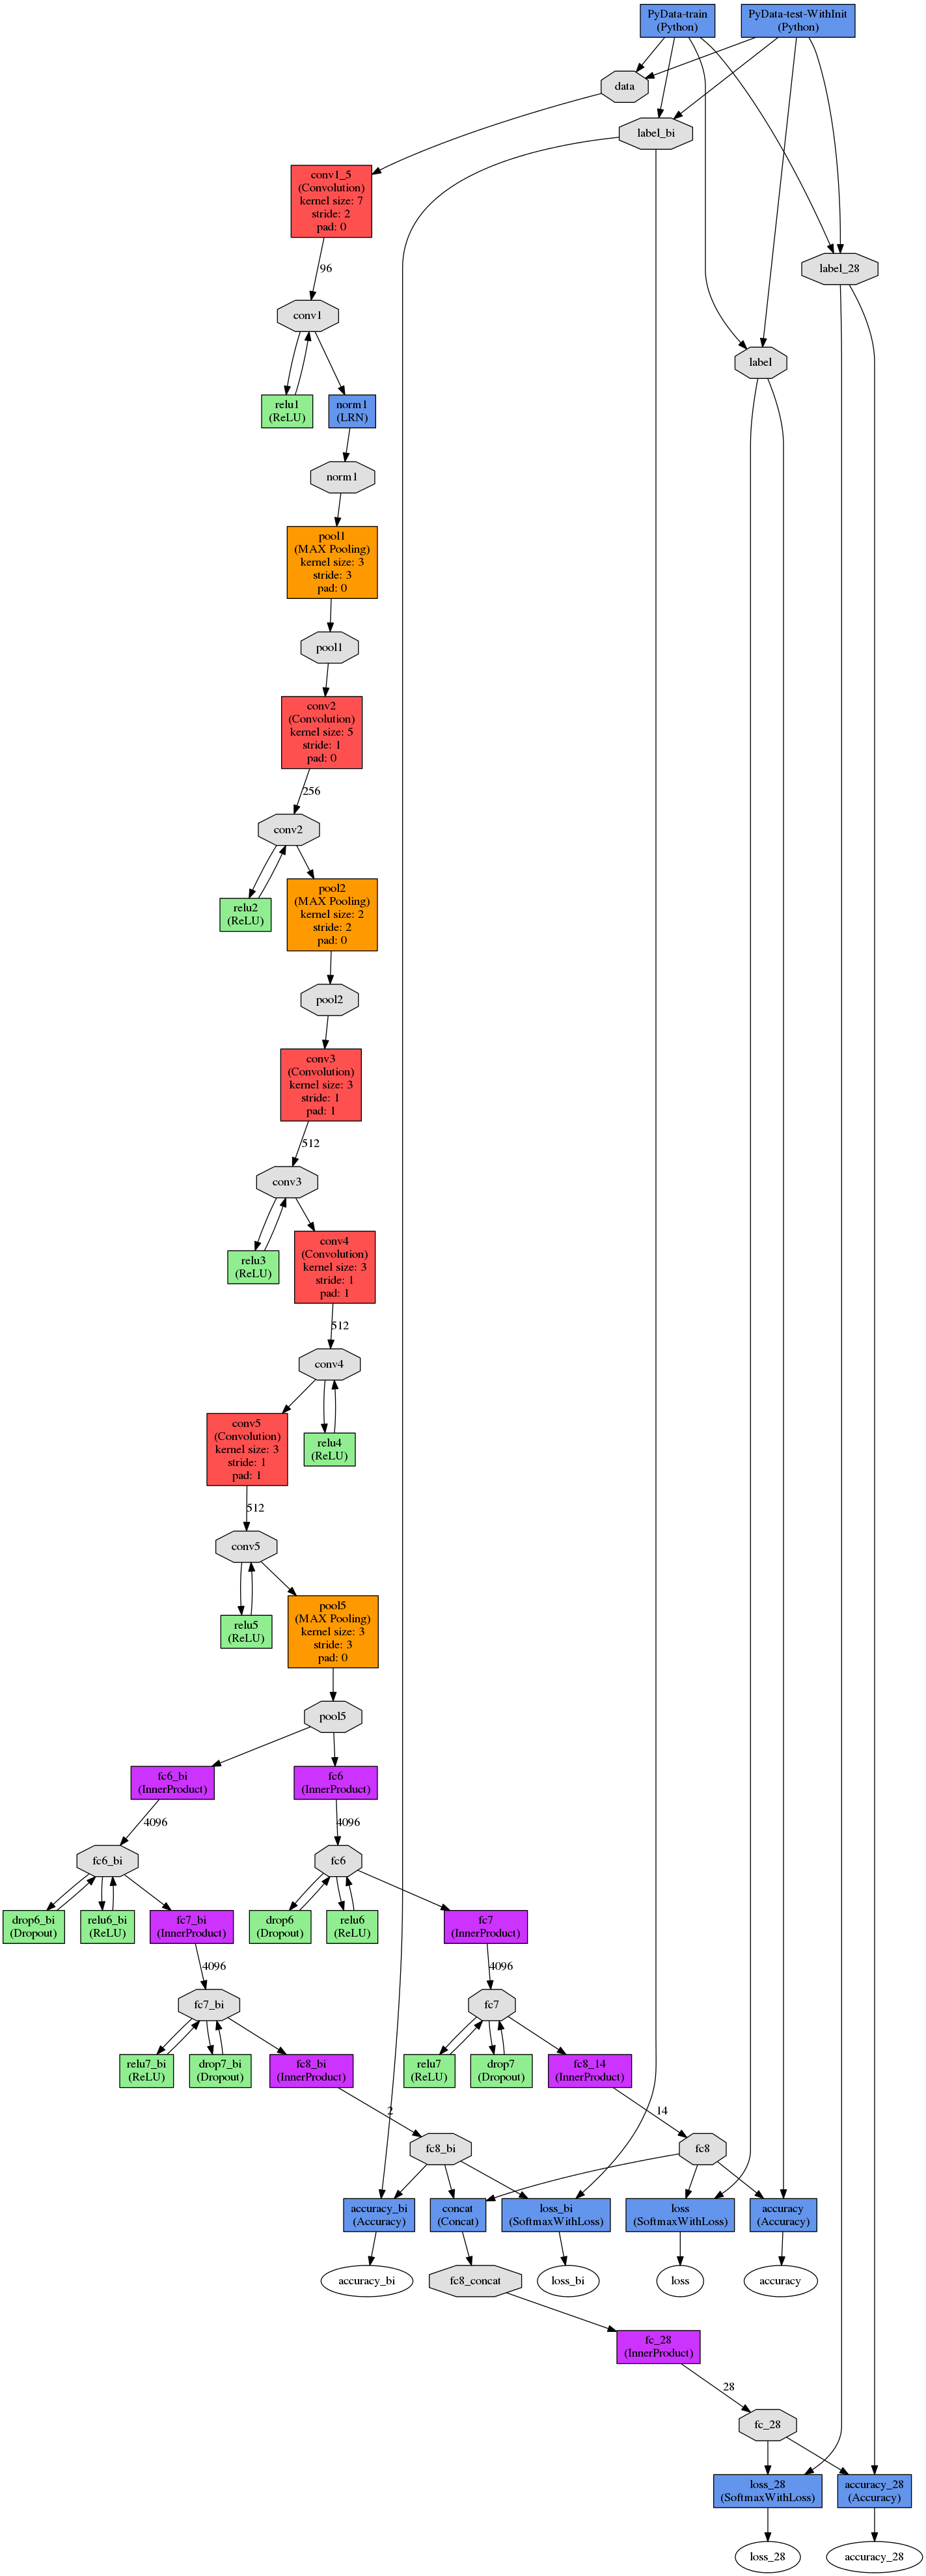 PyData-train
(Python)
PyData-test-WithInit
(Python)
data
label_bi
conv1_5
(Convolution)
kernel size: 7
stride: 2
pad: 0
label_28
96
conv1
label
relu1
(ReLU)
norm1
(LRN)
norm1
pool1
(MAX Pooling)
kernel size: 3
stride: 3
pad: 0
pool1
conv2
(Convolution)
kernel size: 5
stride: 1
pad: 0
256
conv2
relu2
(ReLU)
pool2
(MAX Pooling)
kernel size: 2
stride: 2
pad: 0
pool2
conv3
(Convolution)
kernel size: 3
stride: 1
pad: 1
512
conv3
relu3
(ReLU)
conv4
(Convolution)
kernel size: 3
stride: 1
pad: 1
512
conv4
conv5
(Convolution)
kernel size: 3
stride: 1
pad: 1
relu4
(ReLU)
512
conv5
relu5
(ReLU)
pool5
(MAX Pooling)
kernel size: 3
stride: 3
pad: 0
pool5
fc6_bi
(InnerProduct)
fc6
(InnerProduct)
4096
4096
fc6_bi
fc6
drop6_bi
(Dropout)
relu6_bi
(ReLU)
fc7_bi
(InnerProduct)
drop6
(Dropout)
relu6
(ReLU)
fc7
(InnerProduct)
4096
4096
fc7_bi
fc7
relu7_bi
(ReLU)
drop7_bi
(Dropout)
fc8_bi
(InnerProduct)
relu7
(ReLU)
drop7
(Dropout)
fc8_14
(InnerProduct)
2
14
fc8_bi
fc8
accuracy_bi
(Accuracy)
concat
(Concat)
loss_bi
(SoftmaxWithLoss)
loss
(SoftmaxWithLoss)
accuracy
(Accuracy)
accuracy_bi
fc8_concat
loss_bi
loss
accuracy
fc_28
(InnerProduct)
28
fc_28
loss_28
(SoftmaxWithLoss)
accuracy_28
(Accuracy)
loss_28
accuracy_28